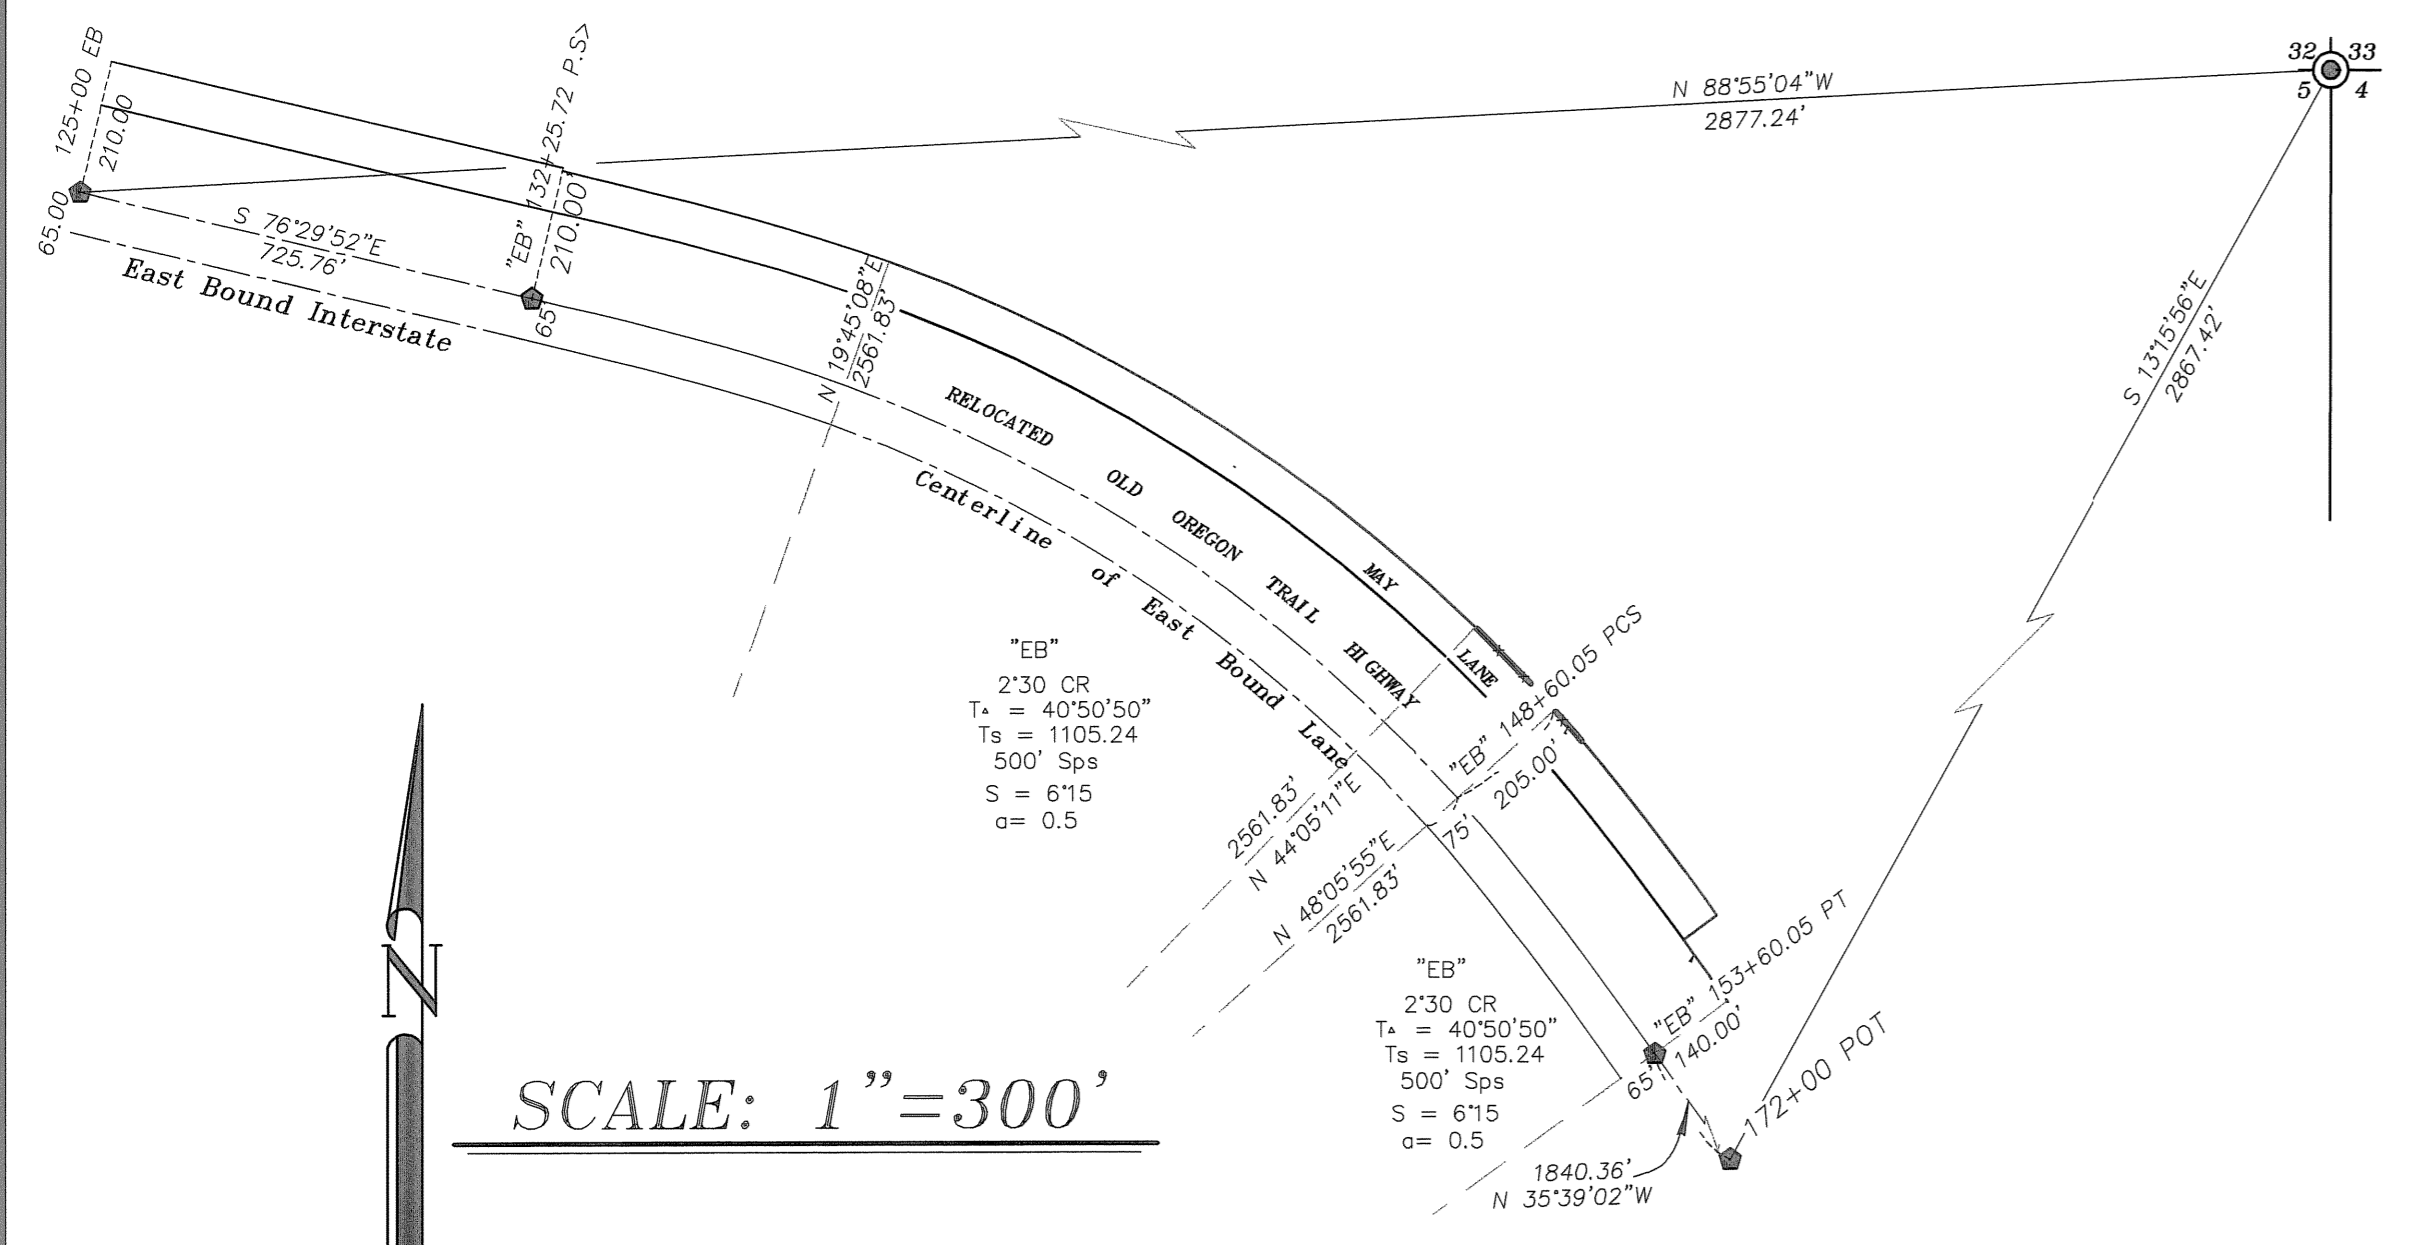 125+00 EB
210.00
65.00
S 76°29'52"E
725.76'
East Bound Interstate
"EB" 132+25.72 P.S>
210.00'
65'
N 88°55'04"W
2877.24'
32 33
5 4
S 13°15'56"E
2867.42'
N 19°45'08"E
2561.83'
RELOCATED OLD OREGON TRAIL HIGHWAY
MAY LANE
Centerline of East Bound Lane
"EB" 148+60.05 PCS
205.00'
75'
"EB"
2°30 CR
T▵ = 40°50'50"
Ts = 1105.24
500' Sps
S = 6°15
a= 0.5
2561.83'
N 44°05'11"E
N 48°05'55"E
2561.83'
"EB"
2°30 CR
T▵ = 40°50'50"
Ts = 1105.24
500' Sps
S = 6°15
a= 0.5
"EB" 153+60.05 PT
140.00'
65'
172+00 POT
1840.36'
N 35°39'02"W
N
SCALE: 1"=300'